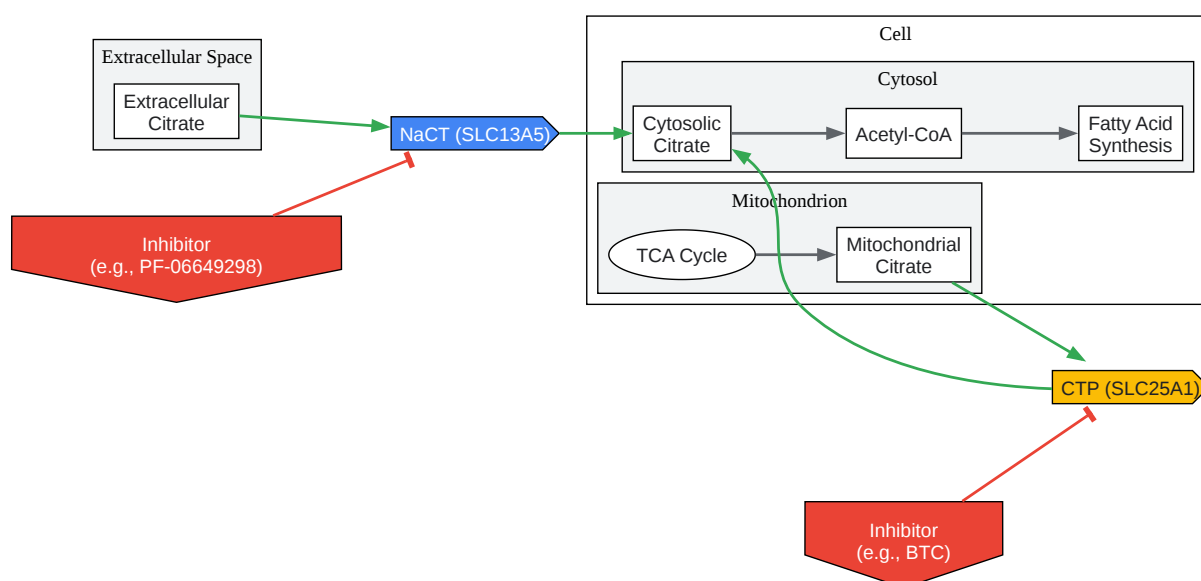 Cell
Extracellular Space
Cytosol
Extracellular
Citrate
NaCT (SLC13A5)
Cytosolic
Citrate
Acetyl-CoA
Fatty Acid
Synthesis
Mitochondrion
Inhibitor
(e.g., PF-06649298)
TCA Cycle
Mitochondrial
Citrate
CTP (SLC25A1)
Inhibitor
(e.g., BTC)